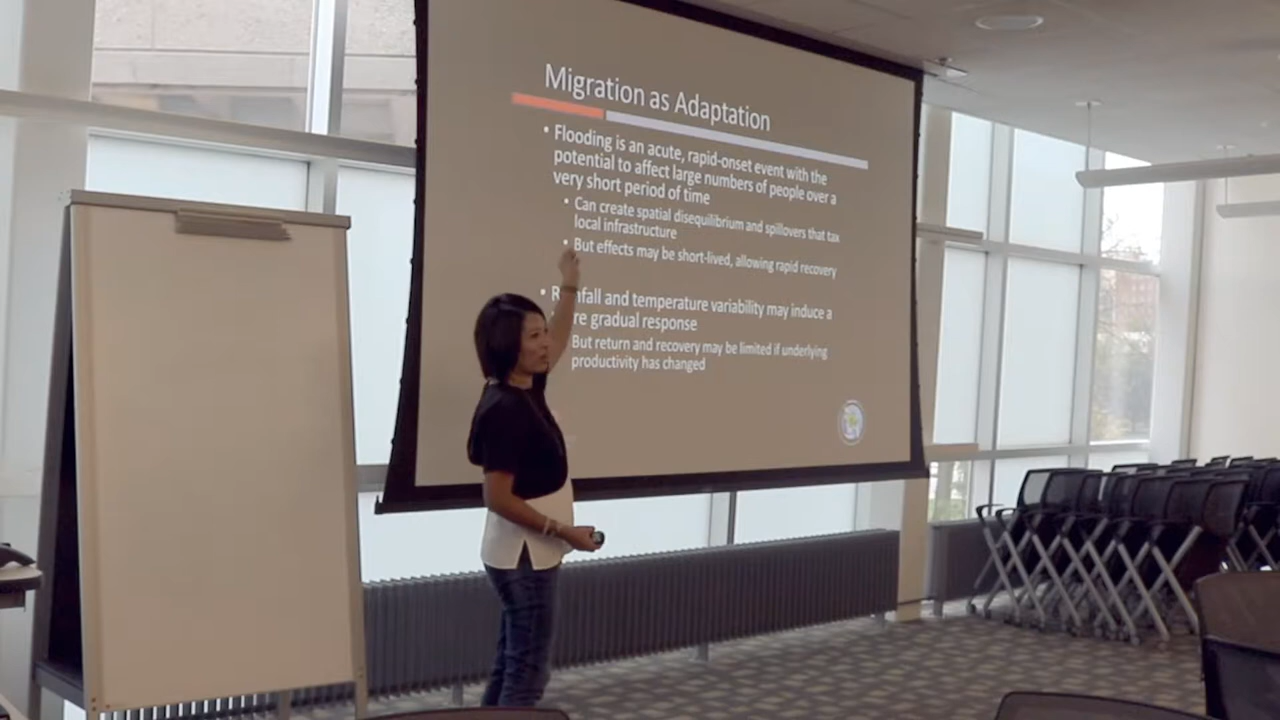 Migration as Adaptation
• Flooding is an acute, rapid-onset event with the
potential to affect large numbers of people over a
very short period of time
• Can create spatial disequilibrium and spillovers that tax
local infrastructure
• But effects may be short-lived, allowing rapid recovery
• R nfall and temperature variability may induce a
re gradual response
But return and recovery may be limited if underlying
productivity has changed